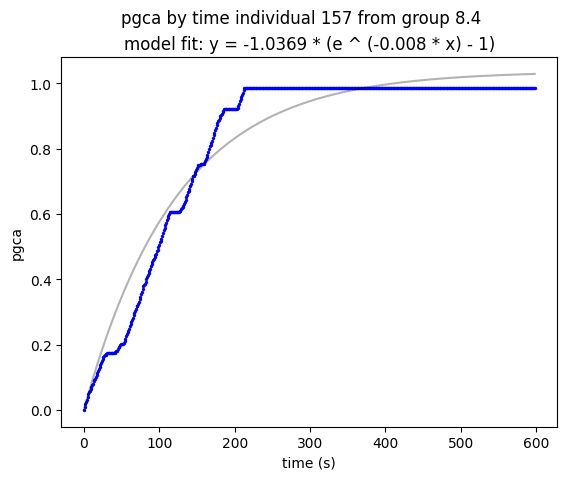 pgca by time individual 157 from group 8.4
model fit: y = -1.0369 * (e ^ (-0.008 * x) - 1)
1.0
0.8
0.6
0.4
0.2
0.0
pgca
0 100 200 300 400 500 600
time (s)